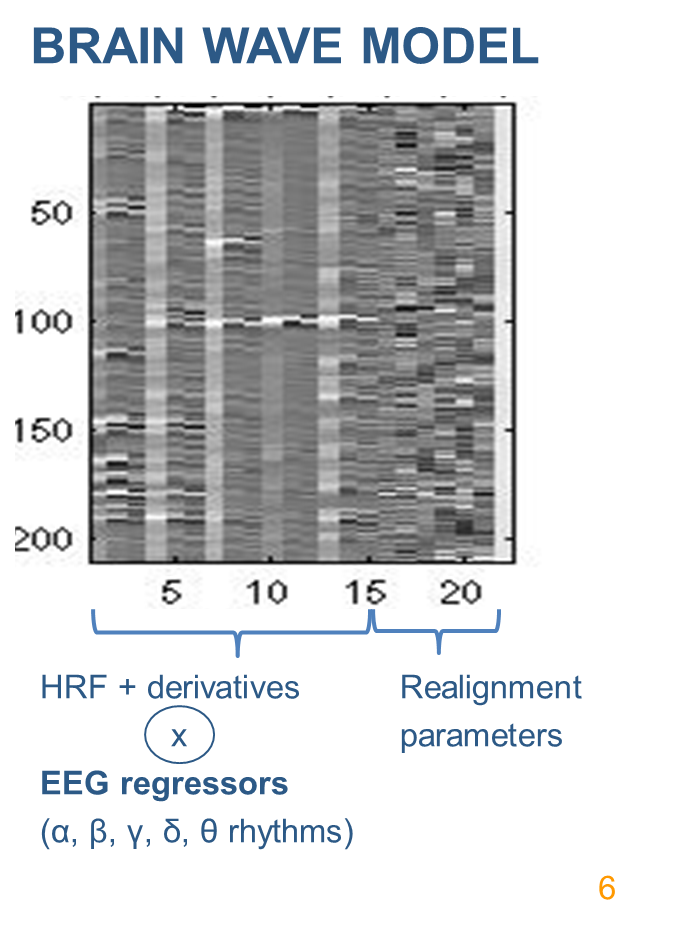 BRAIN WAVE MODEL
50
100
150
200
5 10 15 20
HRF + derivatives
x
EEG regressors
(α, β, γ, δ, θ rhythms)
Realignment
parameters
6